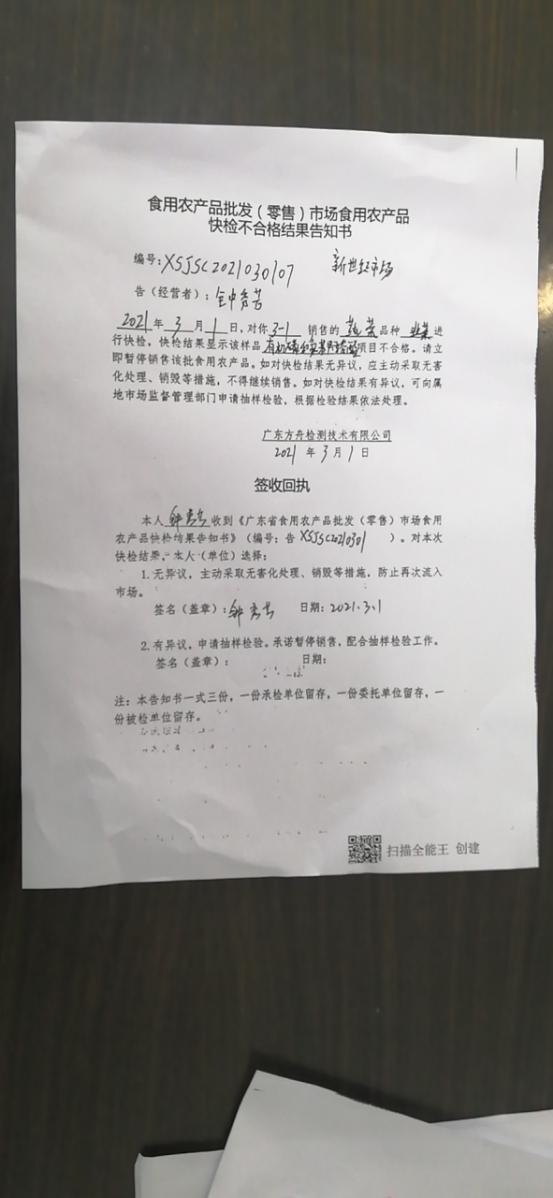 食用农产品批发（零售）市场食用农产品
快检不合格结果告知书
编号：XSJSC2021030107 新世纪市场
告（经营者）：钟秀芳
2021年3月1日，对你3-1销售的蔬菜品种韭菜进
行快检，快检结果显示该样品项目不合格。请立
即暂停销售该批食用农产品。如对快检结果无异议，应主动采取无害
化处理、销毁等措施，不得继续销售。如对快检结果有异议，可向属
地市场监督管理部门申请抽样检验，根据检验结果依法处理。
广东方舟检测技术有限公司
2021年3月1日
签收回执
本人收到《广东省食用农产品批发（零售）市场食用
农产品快检结果告知书》（编号：告XSJSC20210301）。对本次
快检结果，本人（单位）选择：
1.无异议，主动采取无害化处理、销毁等措施，防止再次流入
市场。
签名（盖章）： 日期：2021.3.1
2.有异议，申请抽样检验。承诺暂停销售，配合抽样检验工作。
签名（盖章）： 日期：
注：本告知书一式三份，一份承检单位留存，一份委托单位留存，一
份被检单位留存。
扫描全能王 创建